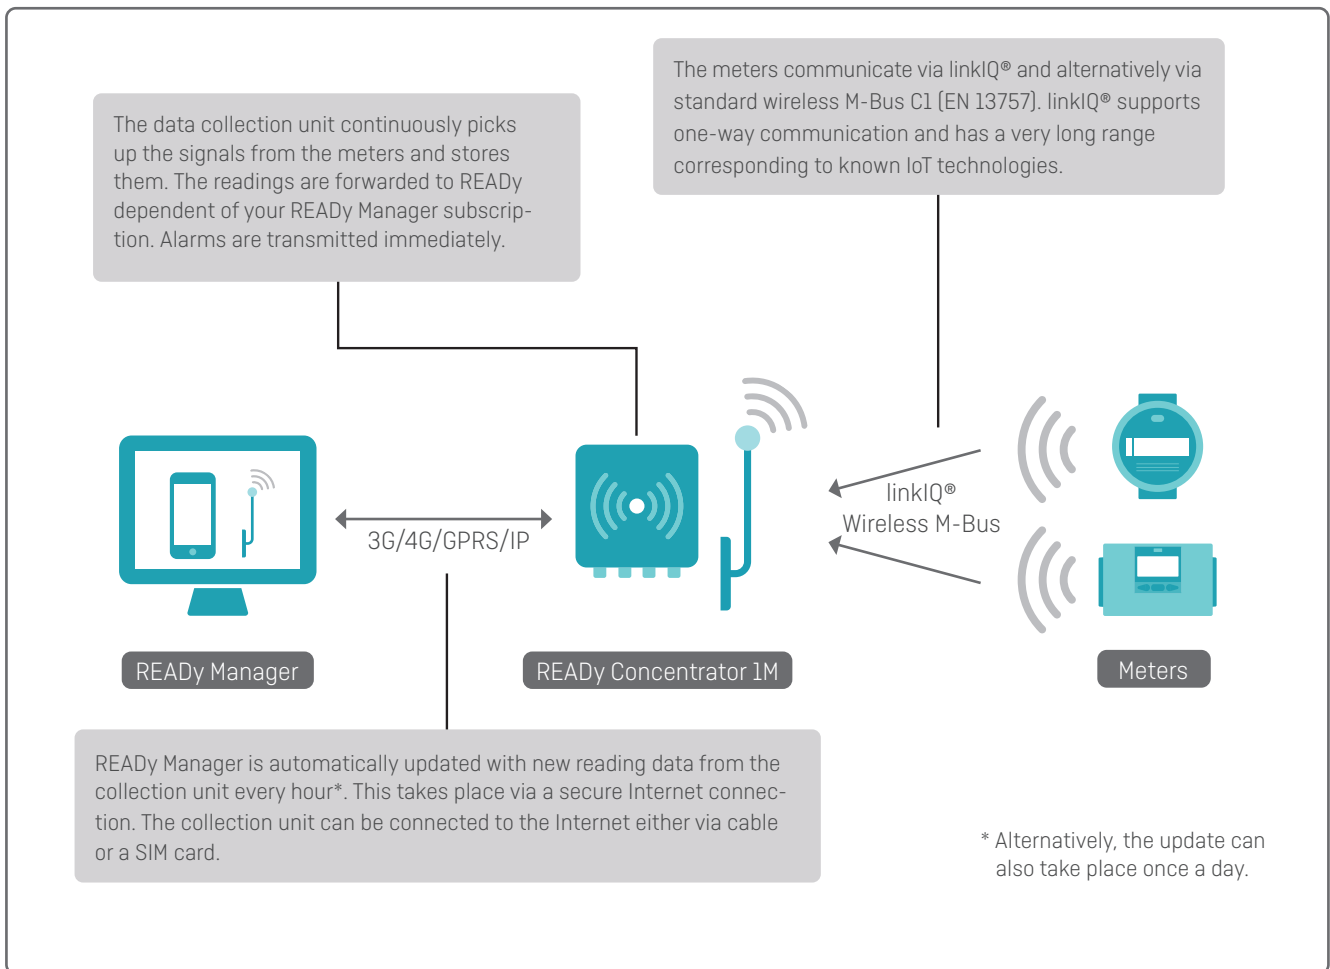 The meters communicate via linkIQ® and alternatively via
standard wireless M-Bus C1 (EN 13757). linkIQ® supports
one-way communication and has a very long range
corresponding to known IoT technologies.
The data collection unit continuously picks
up the signals from the meters and stores
them. The readings are forwarded to READy
dependent of your READy Manager subscrip-
tion. Alarms are transmitted immediately.
3G/4G/GPRS/IP
linkIQ®
Wireless M-Bus
READy Manager
READy Concentrator 1M
Meters
READy Manager is automatically updated with new reading data from the
collection unit every hour*. This takes place via a secure Internet connec-
tion. The collection unit can be connected to the Internet either via cable
or a SIM card.
* Alternatively, the update can
also take place once a day.